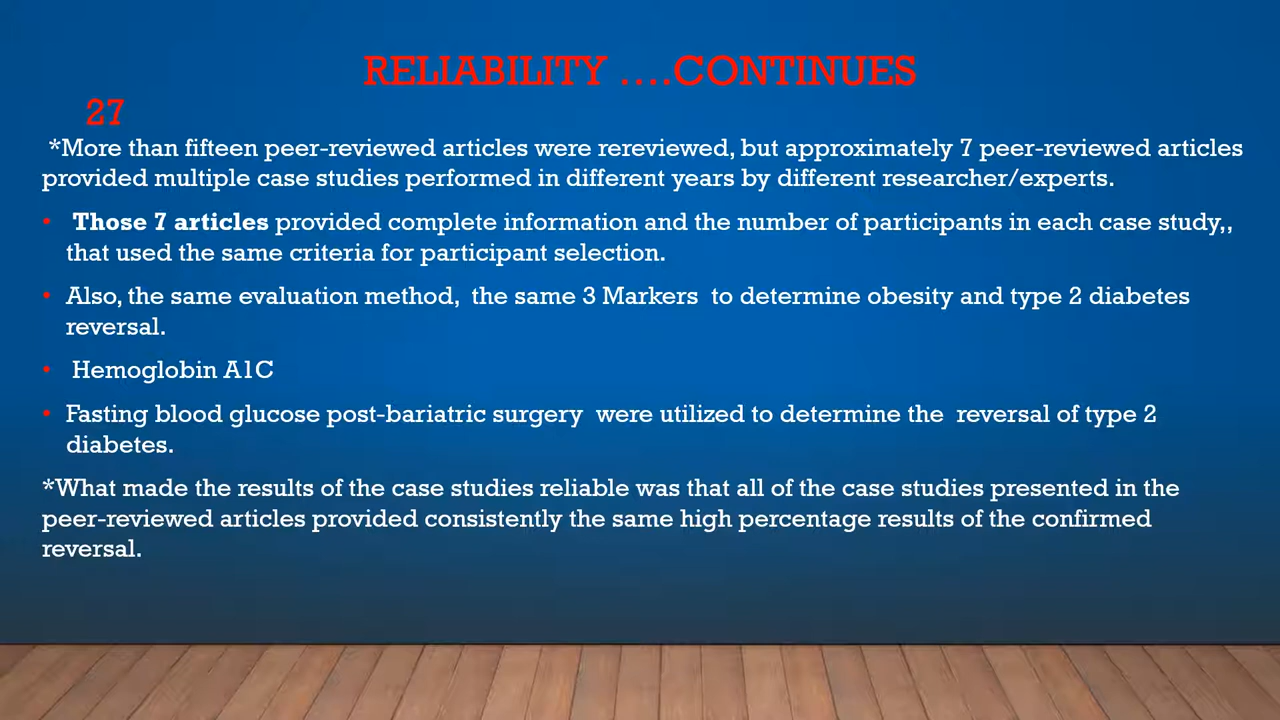 RELIABILITY ....CONTINUES
27
*More than fifteen peer-reviewed articles were rereviewed, but approximately 7 peer-reviewed articles
provided multiple case studies performed in different years by different researcher/experts.
• Those 7 articles provided complete information and the number of participants in each case study,,
that used the same criteria for participant selection.
• Also, the same evaluation method, the same 3 Markers to determine obesity and type 2 diabetes
reversal.
• Hemoglobin A1C
• Fasting blood glucose post-bariatric surgery were utilized to determine the reversal of type 2
diabetes.
*What made the results of the case studies reliable was that all of the case studies presented in the
peer-reviewed articles provided consistently the same high percentage results of the confirmed
reversal.